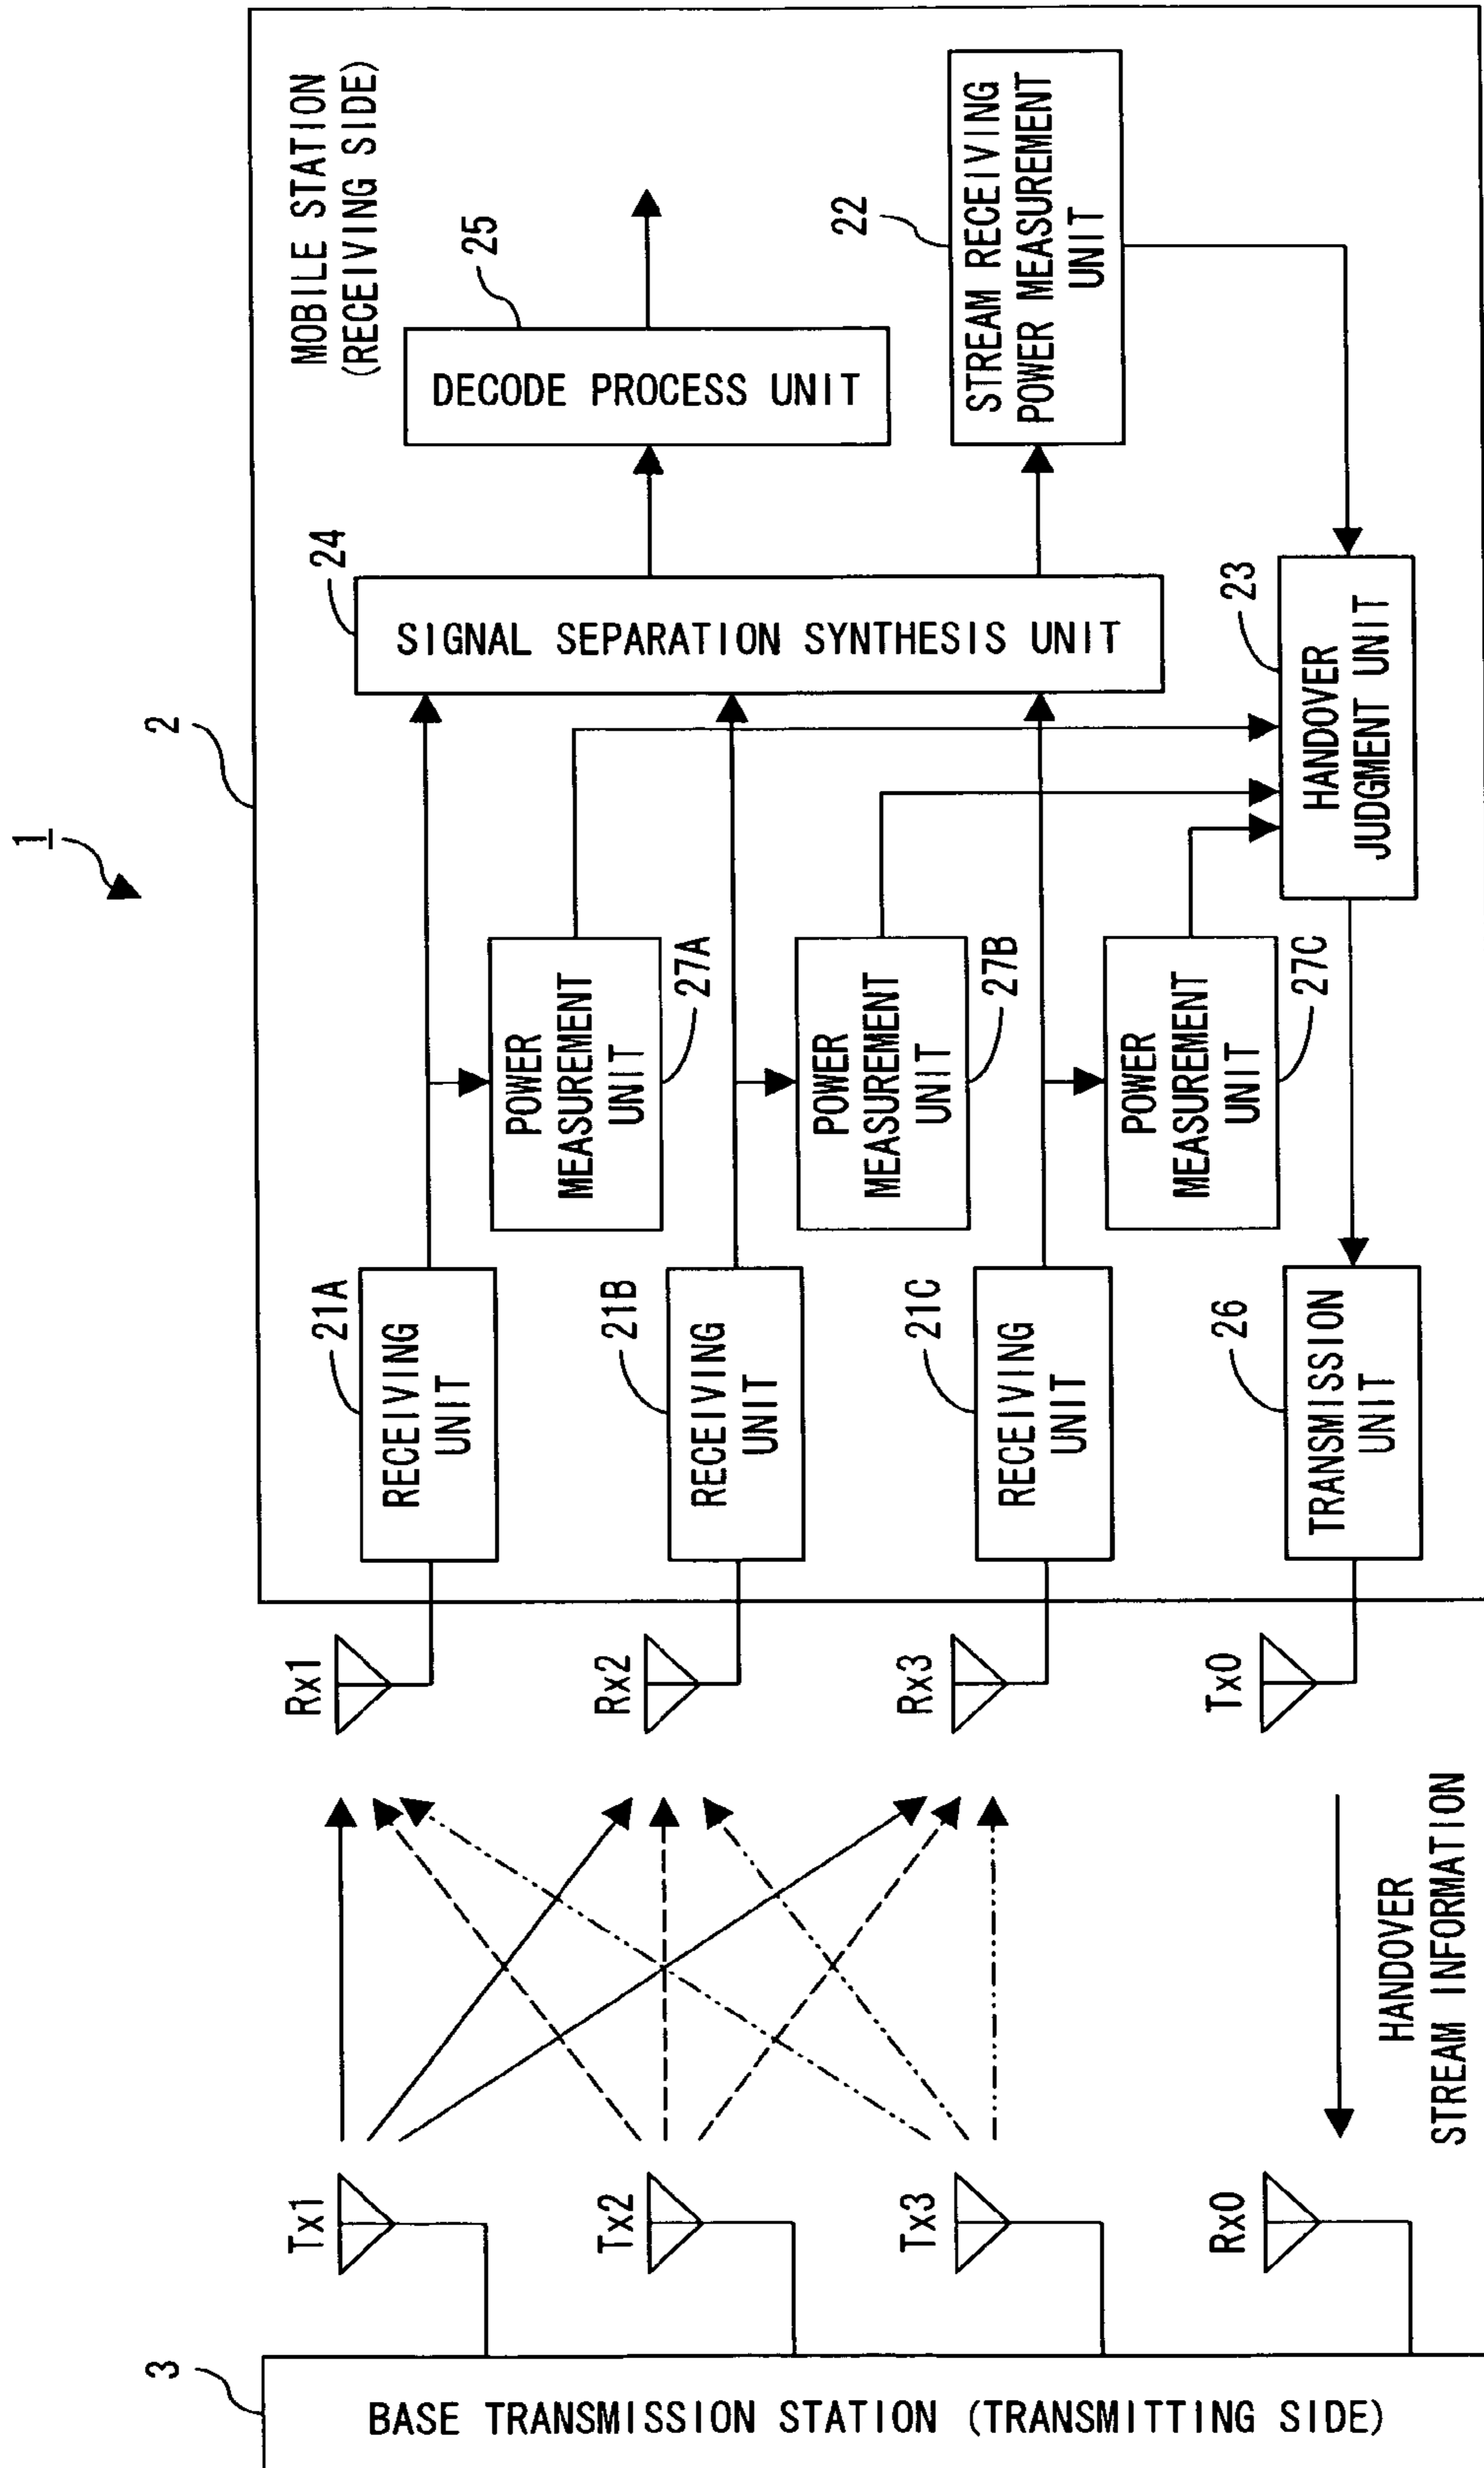 1
2
MOBILE STATION
(RECEIVING SIDE)
3
BASE TRANSMISSION STATION (TRANSMITTING SIDE)
Tx1
Tx2
Tx3
Rx0
HANDOVER
STREAM INFORMATION
Rx1
Rx2
Rx3
Tx0
21A
RECEIVING
UNIT
21B
RECEIVING
UNIT
21C
RECEIVING
UNIT
26
TRANSMISSION
UNIT
POWER
MEASUREMENT
UNIT
27A
POWER
MEASUREMENT
UNIT
27B
POWER
MEASUREMENT
UNIT
27C
24
SIGNAL SEPARATION SYNTHESIS UNIT
23
HANDOVER
JUDGMENT UNIT
25
DECODE PROCESS UNIT
22
STREAM RECEIVING
POWER MEASUREMENT
UNIT